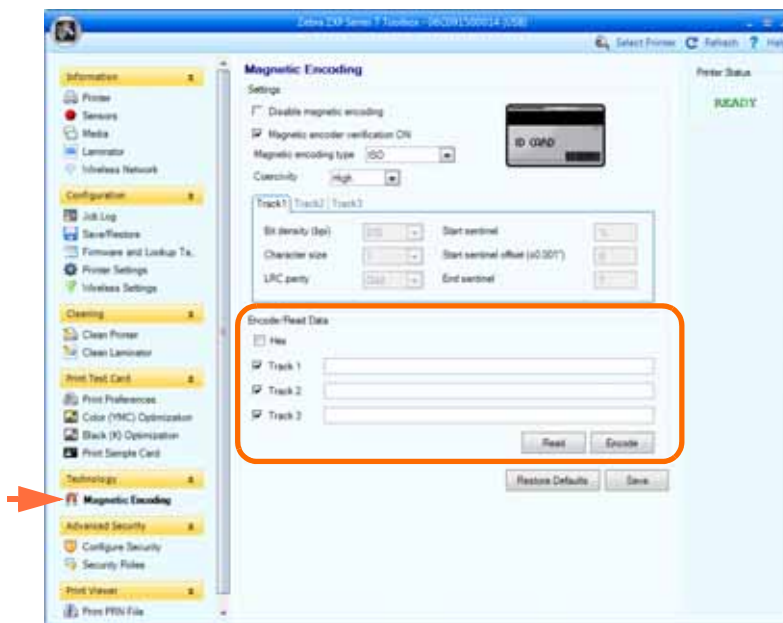 Zebra ZXP Series 7 Toolbox - 06C091500014 (USB)
Select Printer Refresh ? Help
Information
Printer
Sensors
Media
Laminator
Wireless Network
Configuration
Job Log
Save/Restore
Firmware and Lookup Ta..
Printer Settings
Wireless Settings
Cleaning
Clean Printer
Clean Laminator
Print Test Card
Print Preferences
Color (YMC) Optimization
Black (K) Optimization
Print Sample Card
Technology
Magnetic Encoding
Advanced Security
Configure Security
Security Roles
Print Viewer
Print PRN File
Magnetic Encoding
Settings
Disable magnetic encoding
Magnetic encoder verification ON
Magnetic encoding type ISO
Coercivity High
ID CARD
Track1 Track2 Track3
Bit density (bpi) Start sentinel %
Character size 7 Start sentinel offset (±0.001")
LRC parity Odd End sentinel ?
Encode/Read Data
Hex
Track 1
Track 2
Track 3
Read Encode
Restore Defaults Save
Printer Status
READY